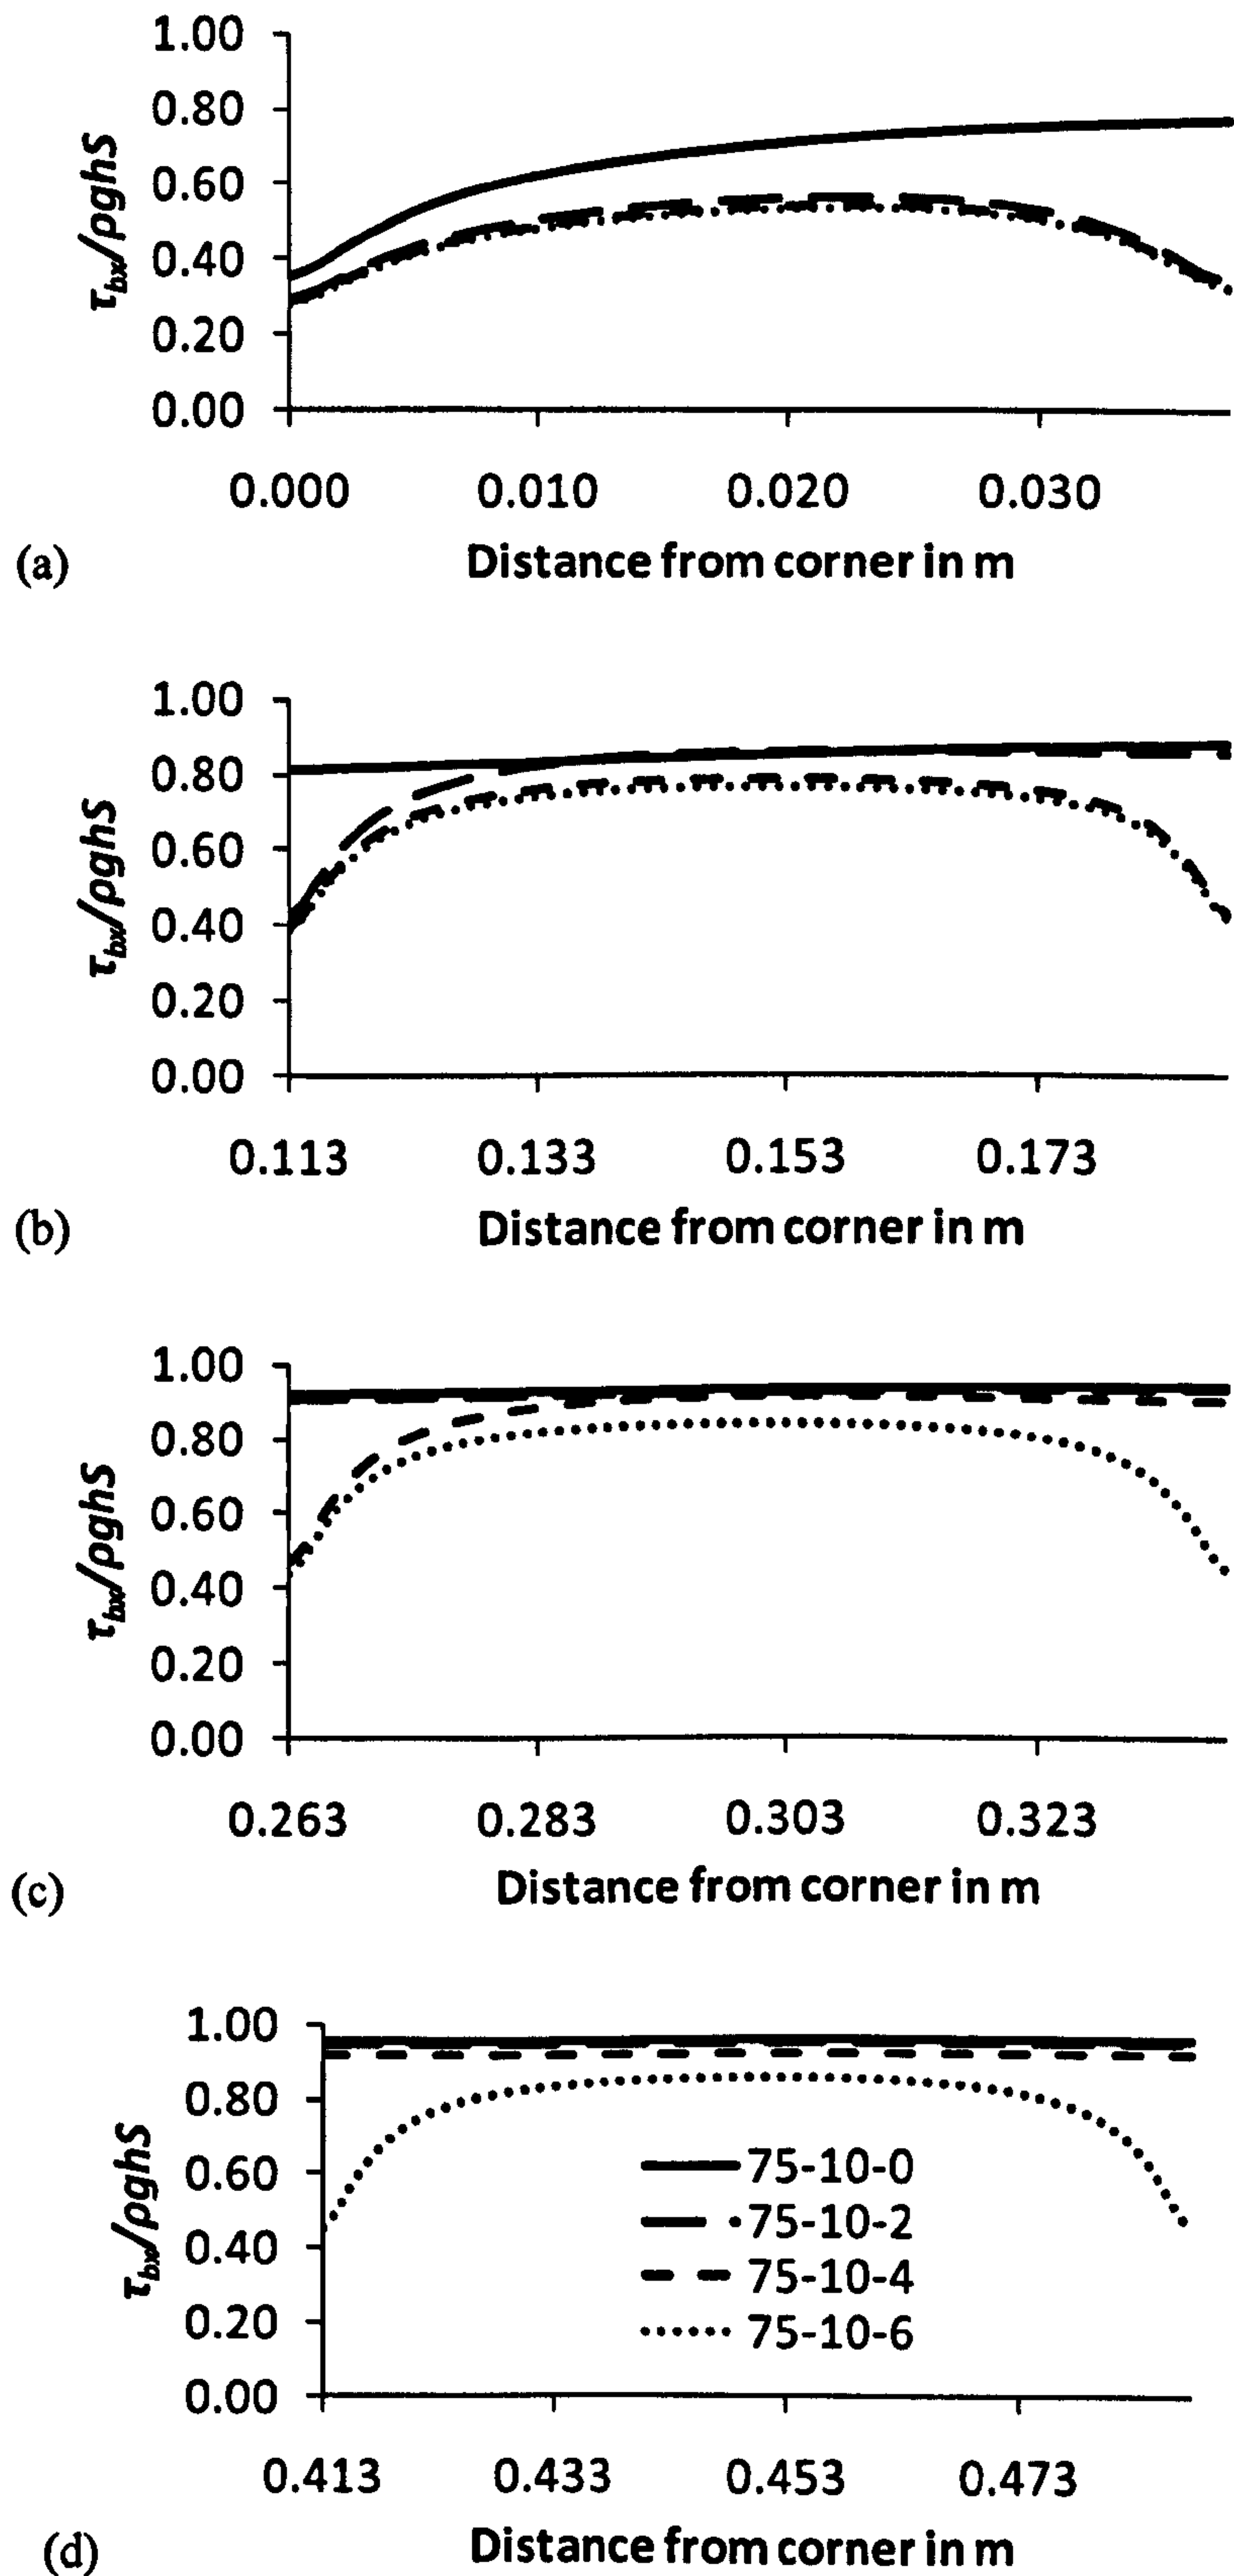 1.00
0.80
0.60
0.40
0.20
0.00
τbx/ρghS
0.000 0.010 0.020 0.030
Distance from corner in m
(a)
1.00
0.80
0.60
0.40
0.20
0.00
τbx/ρghS
0.113 0.133 0.153 0.173
Distance from corner in m
(b)
1.00
0.80
0.60
0.40
0.20
0.00
τbx/ρghS
0.263 0.283 0.303 0.323
Distance from corner in m
(c)
1.00
0.80
0.60
0.40
0.20
0.00
τbx/ρghS
75-10-0
75-10-2
75-10-4
75-10-6
0.413 0.433 0.453 0.473
Distance from corner in m
(d)